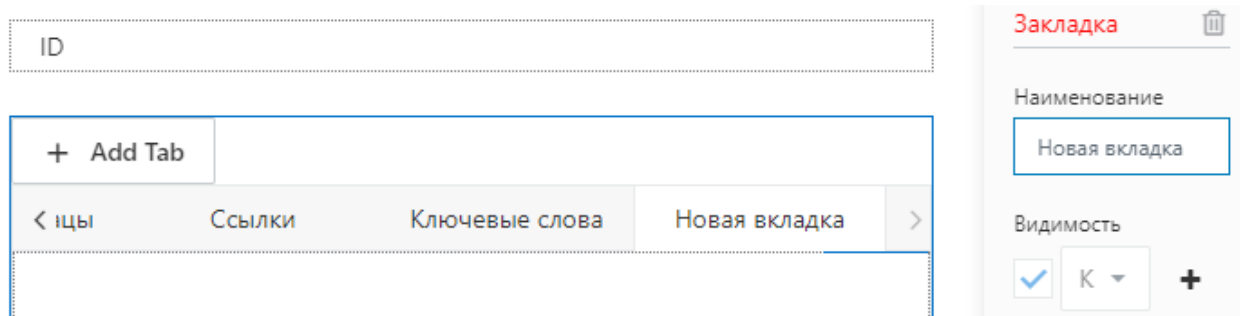 ID
+ Add Tab
Ссылки Ключевые слова Новая вкладка
Закладка
Наименование
Новая вкладка
Видимость
К
+